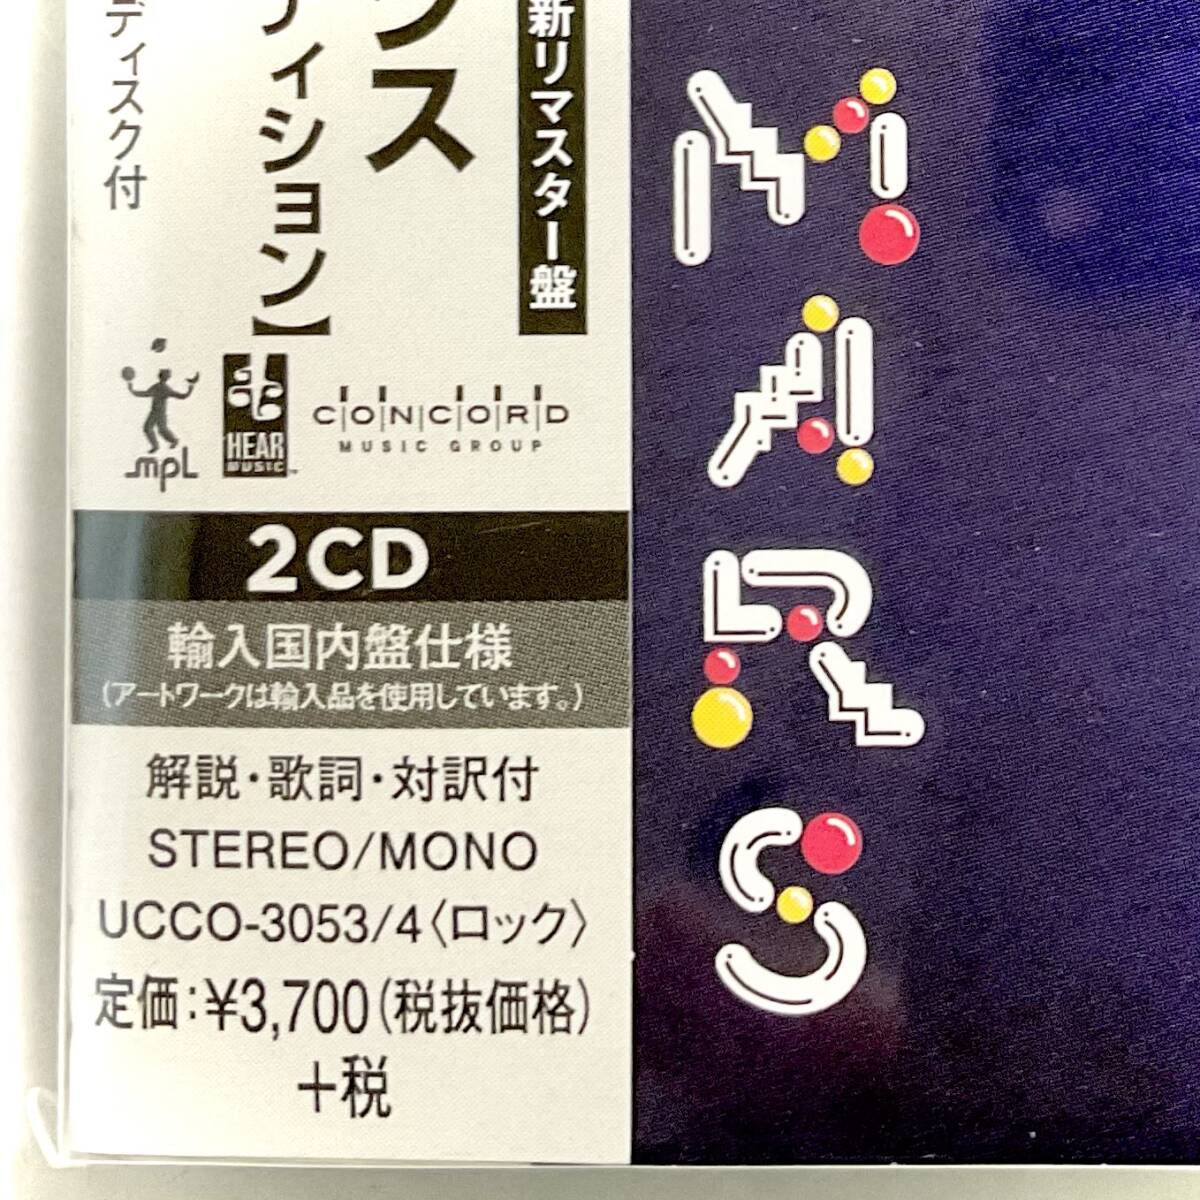 新リマスター盤
ンス
ディション】
ディスク付
mpL
HEAR
MUSIC™
CONCORD
MUSIC GROUP
2CD
輸入国内盤仕様
(アートワークは輸入品を使用しています。)
解説・歌詞・対訳付
STEREO/MONO
UCCO-3053/4〈ロック〉
定価:¥3,700(税抜価格)
+税
MARS